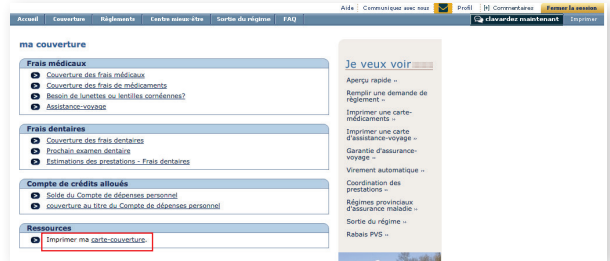 Aide Communiquez avec nous Profil [+] Commentaires Fermer la session
Accueil Couverture Règlements Centre mieux-être Sortie du régime FAQ clavardez maintenant Imprimer
ma couverture
Frais médicaux
Couverture des frais médicaux
Couverture des frais de médicaments
Besoin de lunettes ou lentilles cornéennes?
Assistance-voyage
Frais dentaires
Couverture des frais dentaires
Prochain examen dentaire
Estimations des prestations - Frais dentaires
Compte de crédits alloués
Solde du Compte de dépenses personnel
couverture au titre du Compte de dépenses personnel
Ressources
Imprimer ma carte-couverture.
Je veux voir
Aperçu rapide »
Remplir une demande de
règlement »
Imprimer une carte-
médicaments »
Imprimer une carte
d'assistance-voyage »
Garantie d'assurance-
voyage »
Virement automatique »
Coordination des
prestations »
Régimes provinciaux
d'assurance maladie »
Sortie du régime »
Rabais PVS »